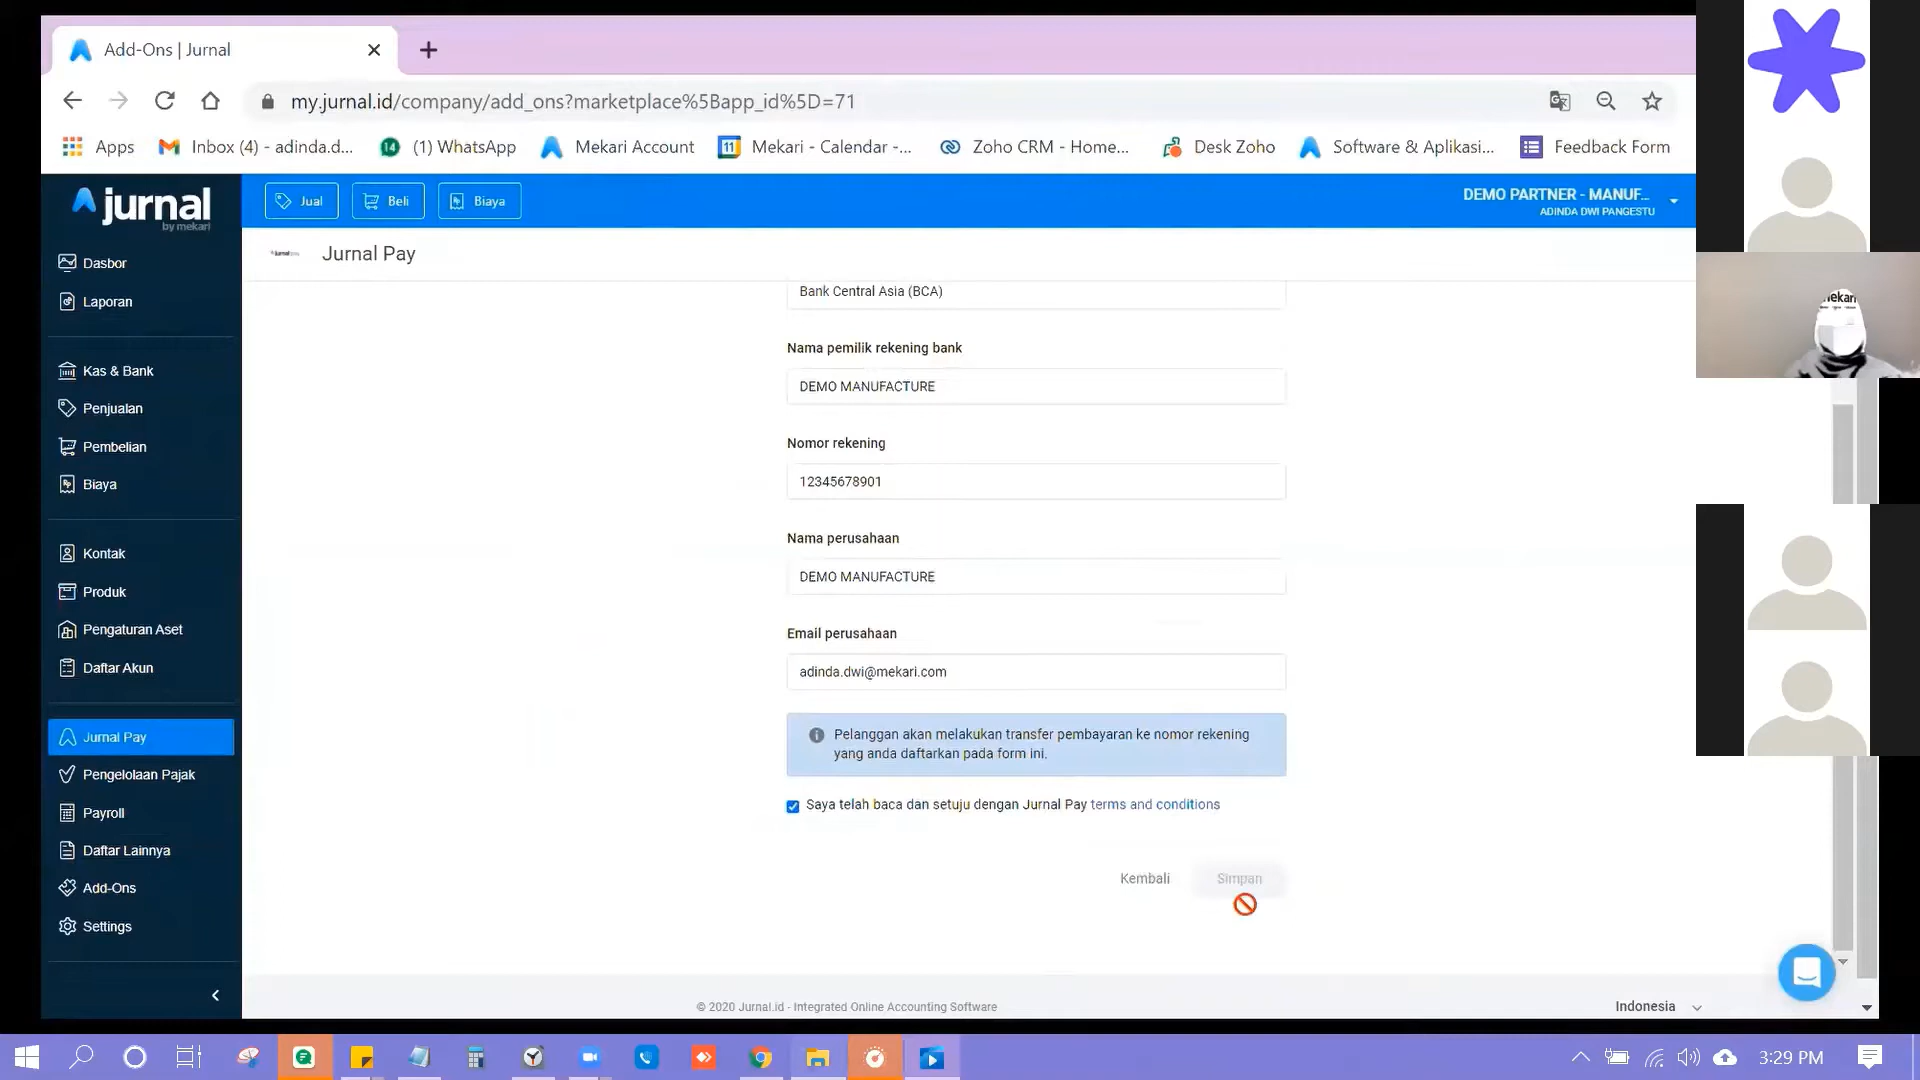 Add-Ons | Jurnal
my.jurnal.id/company/add_ons?marketplace%5Bapp_id%5D=71
Apps
Inbox (4) - adinda.d...
14
(1) WhatsApp
Mekari Account
11
Mekari - Calendar -...
Zoho CRM - Home...
Desk Zoho
Software & Aplikasi...
Feedback Form
jurnal
by mekari
Jual
Beli
Biaya
DEMO PARTNER - MANUF...
ADINDA DWI PANGESTU
Jurnal Pay
Dasbor
Laporan
Kas & Bank
Penjualan
Pembelian
Biaya
Kontak
Produk
Pengaturan Aset
Daftar Akun
Jurnal Pay
Pengelolaan Pajak
Payroll
Daftar Lainnya
Add-Ons
Settings
Bank Central Asia (BCA)
Nama pemilik rekening bank
DEMO MANUFACTURE
Nomor rekening
12345678901
Nama perusahaan
DEMO MANUFACTURE
Email perusahaan
adinda.dwi@mekari.com
Pelanggan akan melakukan transfer pembayaran ke nomor rekening
yang anda daftarkan pada form ini.
Saya telah baca dan setuju dengan Jurnal Pay terms and conditions
Kembali
Simpan
© 2020 Jurnal.id - Integrated Online Accounting Software
Indonesia
3:29 PM